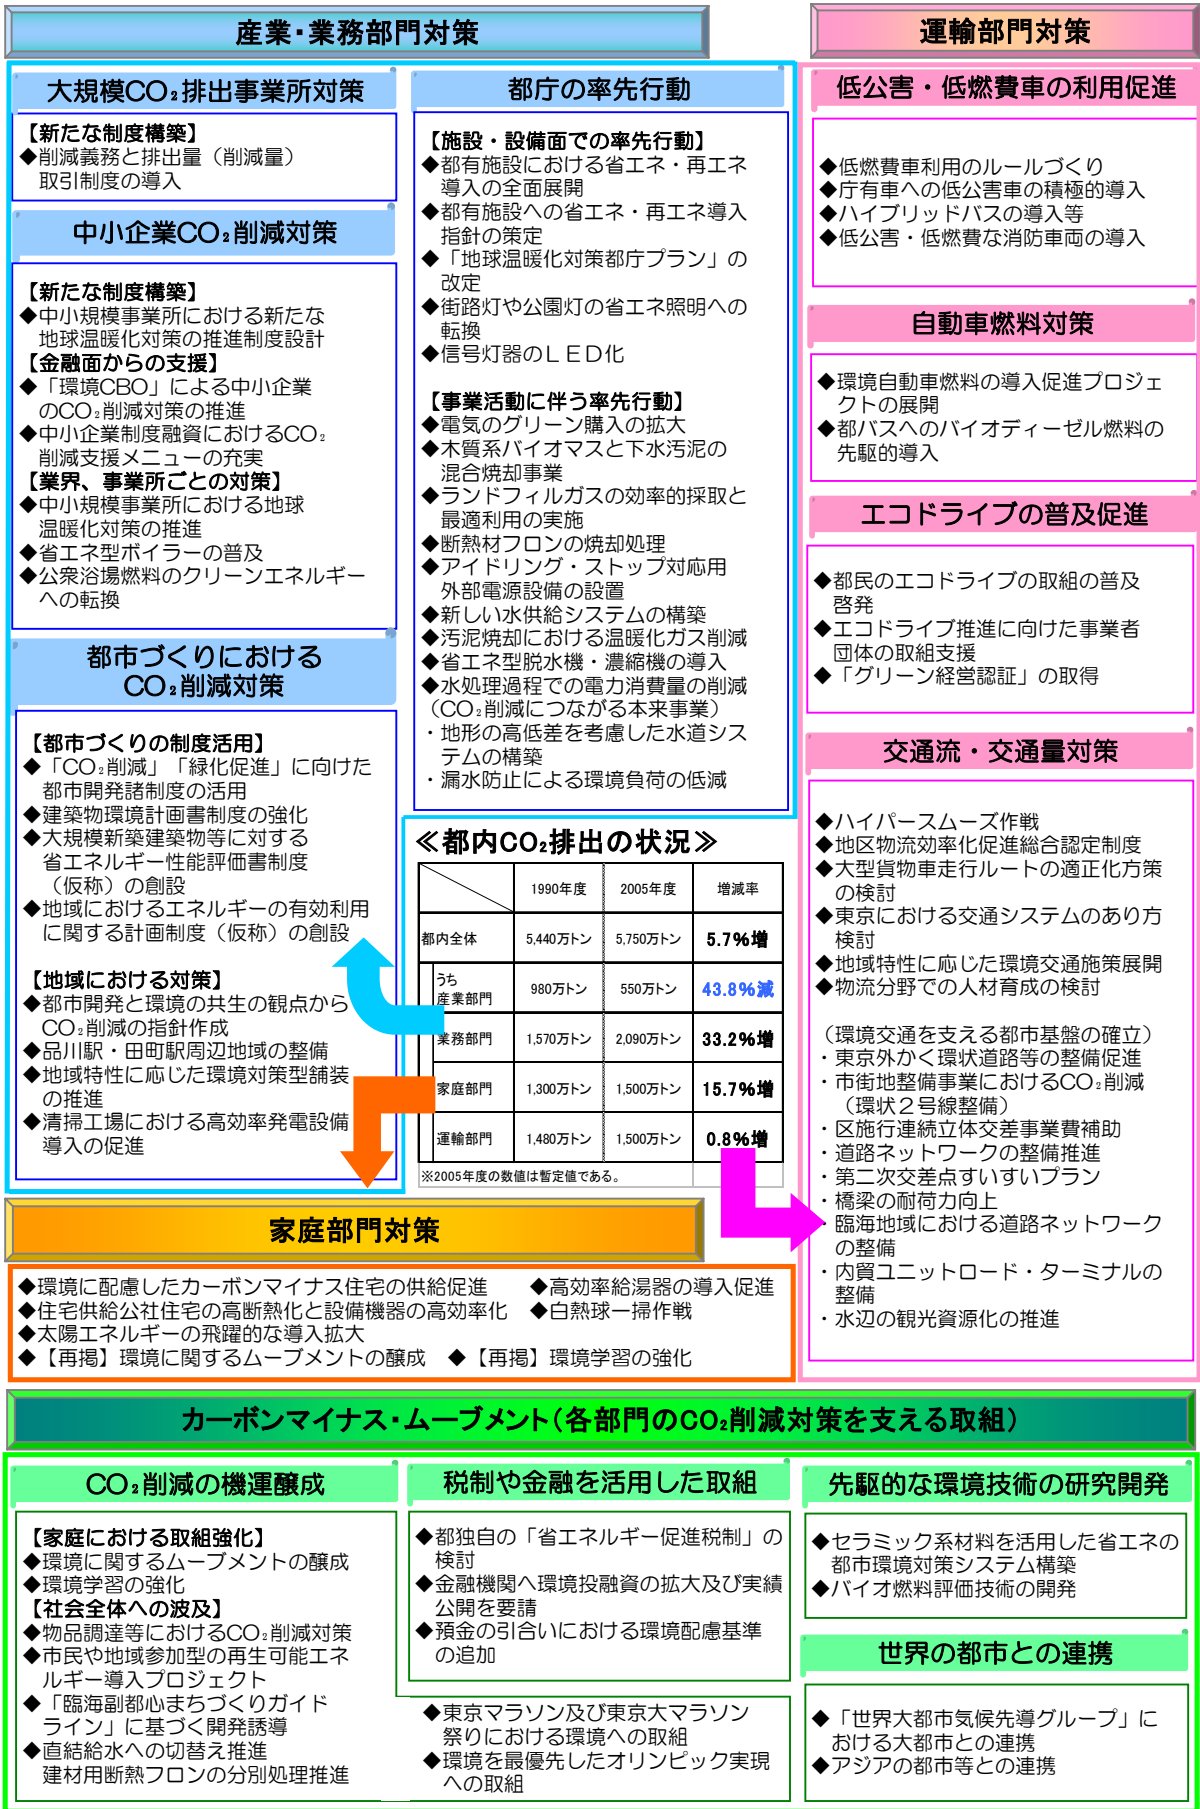 産業・業務部門対策
大規模CO₂排出事業所対策
【新たな制度構築】
◆削減義務と排出量（削減量）
取引制度の導入
中小企業CO₂削減対策
【新たな制度構築】
◆中小規模事業所における新たな
地球温暖化対策の推進制度設計
【金融面からの支援】
◆「環境CBO」による中小企業
のCO₂削減対策の推進
◆中小企業制度融資におけるCO₂
削減支援メニューの充実
【業界、事業所ごとの対策】
◆中小規模事業所における地球
温暖化対策の推進
◆省エネ型ボイラーの普及
◆公衆浴場燃料のクリーンエネルギー
への転換
都市づくりにおける
CO₂削減対策
【都市づくりの制度活用】
◆「CO₂削減」「緑化促進」に向けた
都市開発諸制度の活用
◆建築物環境計画書制度の強化
◆大規模新築建築物等に対する
省エネルギー性能評価書制度
（仮称）の創設
◆地域におけるエネルギーの有効利用
に関する計画制度（仮称）の創設
【地域における対策】
◆都市開発と環境の共生の観点から
CO₂削減の指針作成
◆品川駅・田町駅周辺地域の整備
◆地域特性に応じた環境対策型舗装
の推進
◆清掃工場における高効率発電設備
導入の促進
都庁の率先行動
【施設・設備面での率先行動】
◆都有施設における省エネ・再エネ
導入の全面展開
◆都有施設への省エネ・再エネ導入
指針の策定
◆「地球温暖化対策都庁プラン」の
改定
◆街路灯や公園灯の省エネ照明への
転換
◆信号灯器のＬＥＤ化
【事業活動に伴う率先行動】
◆電気のグリーン購入の拡大
◆木質系バイオマスと下水汚泥の
混合焼却事業
◆ランドフィルガスの効率的採取と
最適利用の実施
◆断熱材フロンの焼却処理
◆アイドリング・ストップ対応用
外部電源設備の設置
◆新しい水供給システムの構築
◆汚泥焼却における温暖化ガス削減
◆省エネ型脱水機・濃縮機の導入
◆水処理過程での電力消費量の削減
（CO₂削減につながる本来事業）
・地形の高低差を考慮した水道シス
テムの構築
・漏水防止による環境負荷の低減
≪都内CO₂排出の状況≫
1990年度 2005年度 増減率
都内全体 5,440万トン 5,750万トン 5.7%増
うち
産業部門 980万トン 550万トン 43.8%減
業務部門 1,570万トン 2,090万トン 33.2%増
家庭部門 1,300万トン 1,500万トン 15.7%増
運輸部門 1,480万トン 1,500万トン 0.8%増
※2005年度の数値は暫定値である。
運輸部門対策
低公害・低燃費車の利用促進
◆低燃費車利用のルールづくり
◆庁有車への低公害車の積極的導入
◆ハイブリッドバスの導入等
◆低公害・低燃費な消防車両の導入
自動車燃料対策
◆環境自動車燃料の導入促進プロジェ
クトの展開
◆都バスへのバイオディーゼル燃料の
先駆的導入
エコドライブの普及促進
◆都民のエコドライブの取組の普及
啓発
◆エコドライブ推進に向けた事業者
団体の取組支援
◆「グリーン経営認証」の取得
交通流・交通量対策
◆ハイパースムーズ作戦
◆地区物流効率化促進総合認定制度
◆大型貨物車走行ルートの適正化方策
の検討
◆東京における交通システムのあり方
検討
◆地域特性に応じた環境交通施策展開
◆物流分野での人材育成の検討
（環境交通を支える都市基盤の確立）
・東京外かく環状道路等の整備促進
・市街地整備事業におけるCO₂削減
（環状２号線整備）
・区施行連続立体交差事業費補助
・道路ネットワークの整備推進
・第二次交差点すいすいプラン
・橋梁の耐荷力向上
・臨海地域における道路ネットワーク
の整備
・内貿ユニットロード・ターミナルの
整備
・水辺の観光資源化の推進
家庭部門対策
◆環境に配慮したカーボンマイナス住宅の供給促進 ◆高効率給湯器の導入促進
◆住宅供給公社住宅の高断熱化と設備機器の高効率化 ◆白熱球一掃作戦
◆太陽エネルギーの飛躍的な導入拡大
◆【再掲】環境に関するムーブメントの醸成 ◆【再掲】環境学習の強化
カーボンマイナス・ムーブメント（各部門のCO₂削減対策を支える取組）
CO₂削減の機運醸成
【家庭における取組強化】
◆環境に関するムーブメントの醸成
◆環境学習の強化
【社会全体への波及】
◆物品調達等におけるCO₂削減対策
◆市民や地域参加型の再生可能エネ
ルギー導入プロジェクト
◆「臨海副都心まちづくりガイド
ライン」に基づく開発誘導
◆直結給水への切替え推進
建材用断熱フロンの分別処理推進
税制や金融を活用した取組
◆都独自の「省エネルギー促進税制」の
検討
◆金融機関へ環境投融資の拡大及び実績
公開を要請
◆預金の引合いにおける環境配慮基準
の追加
◆東京マラソン及び東京大マラソン
祭りにおける環境への取組
◆環境を最優先したオリンピック実現
への取組
先駆的な環境技術の研究開発
◆セラミック系材料を活用した省エネの
都市環境対策システム構築
◆バイオ燃料評価技術の開発
世界の都市との連携
◆「世界大都市気候先導グループ」に
おける大都市との連携
◆アジアの都市等との連携